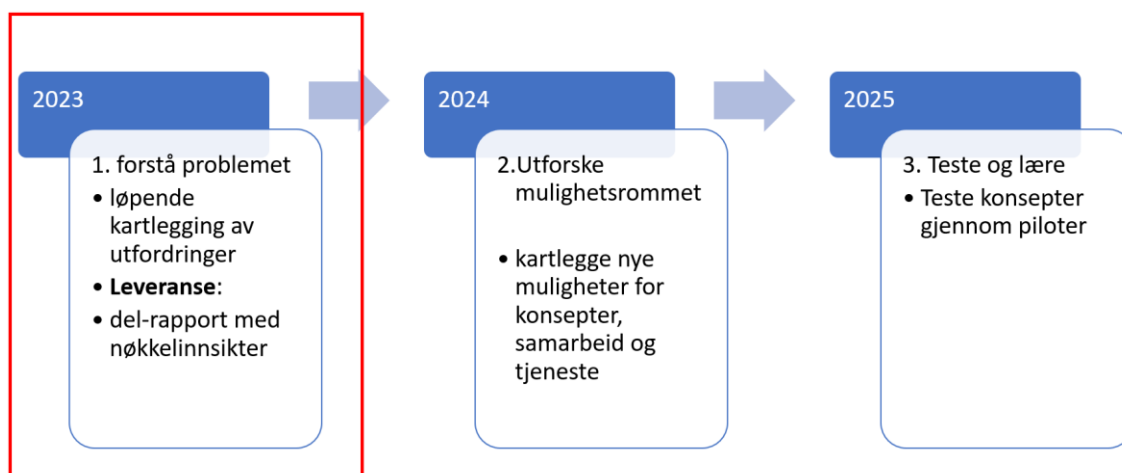 2023
1. forstå problemet
• løpende
kartlegging av
utfordringer
• Leveranse:
• del-rapport med
nøkkelinnsikter
2024
2.Utforske
mulighetsrommet
• kartlegge nye
muligheter for
konsepter,
samarbeid og
tjeneste
2025
3. Teste og lære
• Teste konsepter
gjennom piloter